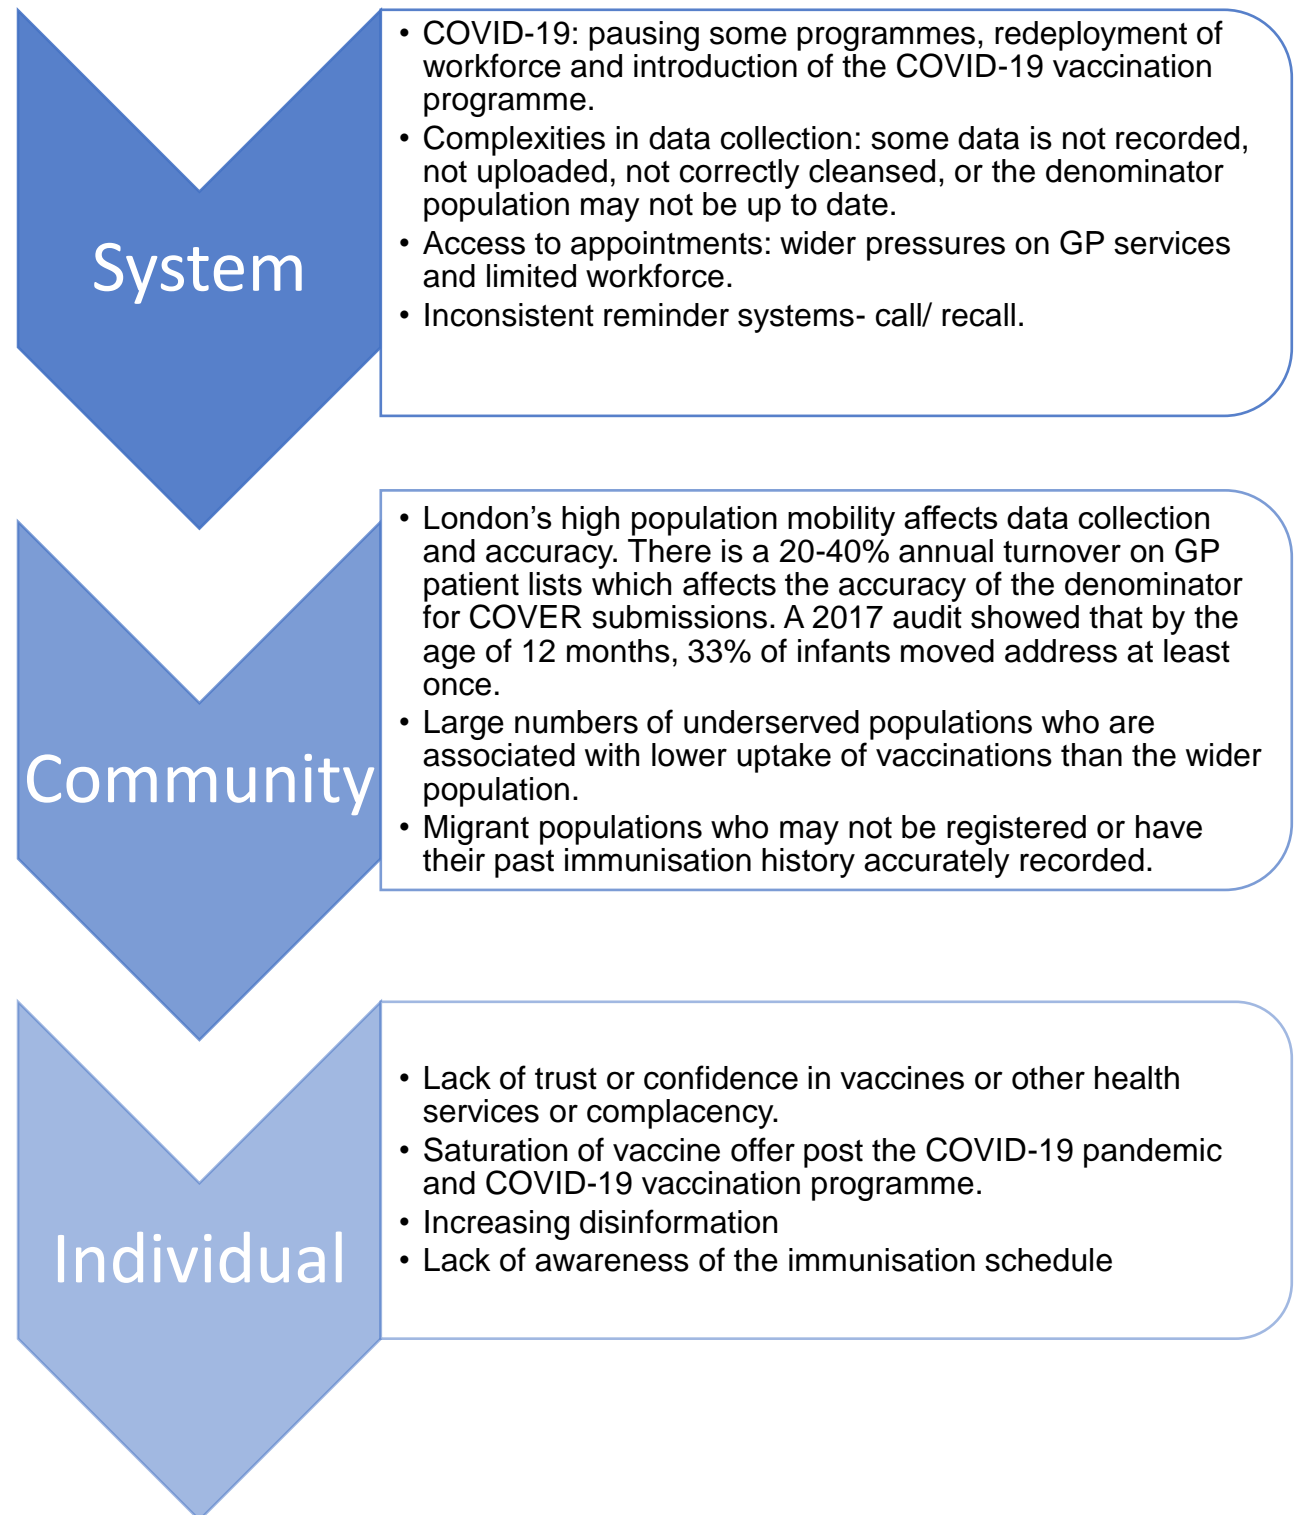 System
• COVID-19: pausing some programmes, redeployment of
workforce and introduction of the COVID-19 vaccination
programme.
• Complexities in data collection: some data is not recorded,
not uploaded, not correctly cleansed, or the denominator
population may not be up to date.
• Access to appointments: wider pressures on GP services
and limited workforce.
• Inconsistent reminder systems- call/ recall.
Community
• London’s high population mobility affects data collection
and accuracy. There is a 20-40% annual turnover on GP
patient lists which affects the accuracy of the denominator
for COVER submissions. A 2017 audit showed that by the
age of 12 months, 33% of infants moved address at least
once.
• Large numbers of underserved populations who are
associated with lower uptake of vaccinations than the wider
population.
• Migrant populations who may not be registered or have
their past immunisation history accurately recorded.
Individual
• Lack of trust or confidence in vaccines or other health
services or complacency.
• Saturation of vaccine offer post the COVID-19 pandemic
and COVID-19 vaccination programme.
• Increasing disinformation
• Lack of awareness of the immunisation schedule